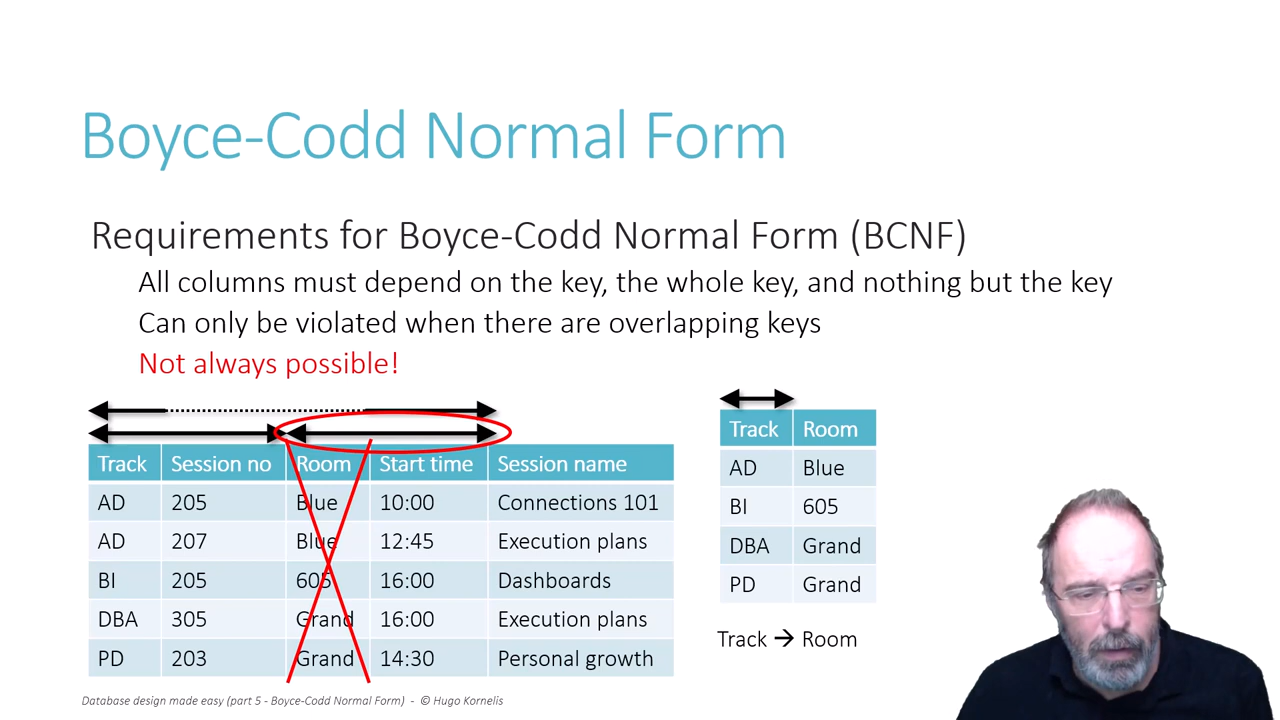 Boyce-Codd Normal Form
Requirements for Boyce-Codd Normal Form (BCNF)
All columns must depend on the key, the whole key, and nothing but the key
Can only be violated when there are overlapping keys
Not always possible!
Track Session no Room Start time Session name
AD 205 Blue 10:00 Connections 101
AD 207 Blue 12:45 Execution plans
BI 205 605 16:00 Dashboards
DBA 305 Grand 16:00 Execution plans
PD 203 Grand 14:30 Personal growth
Track Room
AD Blue
BI 605
DBA Grand
PD Grand
Track → Room
Database design made easy (part 5 - Boyce-Codd Normal Form) - © Hugo Kornelis